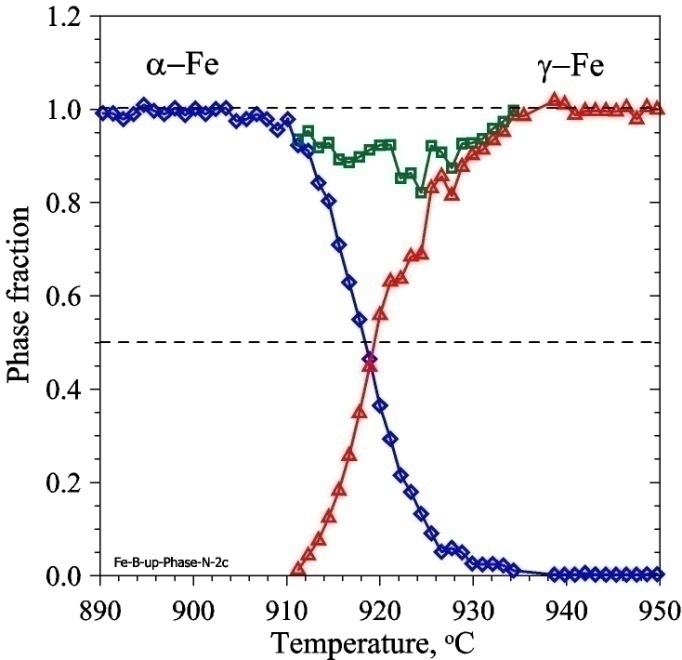 1.2
α–Fe
γ–Fe
1.0
0.8
0.6
0.4
0.2
Fe-B-up-Phase-N-2c
0.0
890 900 910 920 930 940 950
Phase fraction
Temperature, °C